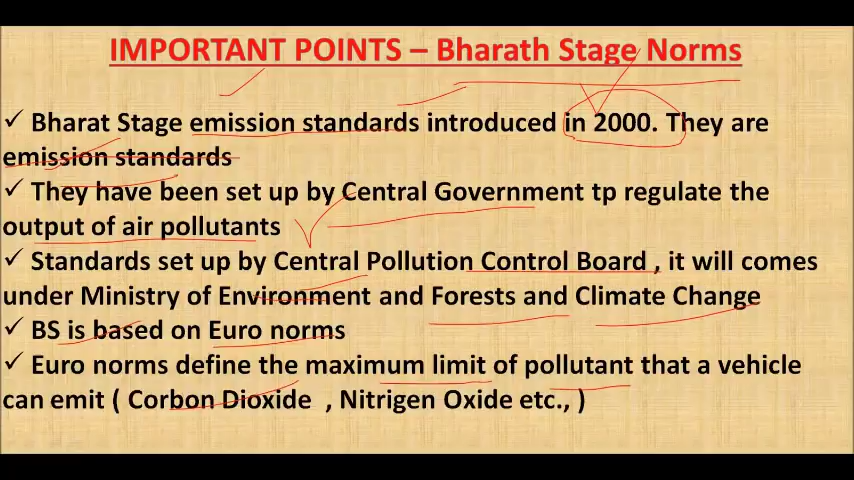 IMPORTANT POINTS – Bharath Stage Norms
✓ Bharat Stage emission standards introduced in 2000. They are
emission standards
✓ They have been set up by Central Government tp regulate the
output of air pollutants
✓ Standards set up by Central Pollution Control Board , it will comes
under Ministry of Environment and Forests and Climate Change
✓ BS is based on Euro norms
✓ Euro norms define the maximum limit of pollutant that a vehicle
can emit ( Corbon Dioxide , Nitrigen Oxide etc., )